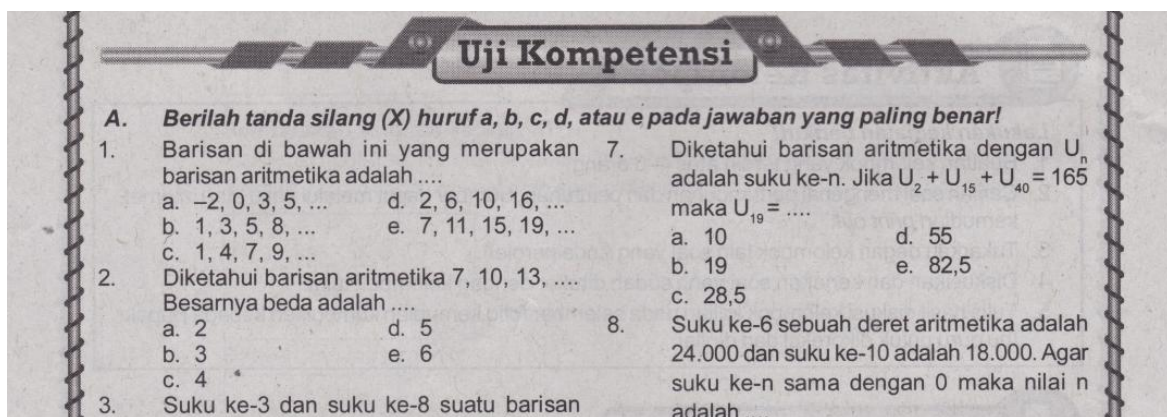 Uji Kompetensi
A. Berilah tanda silang (X) huruf a, b, c, d, atau e pada jawaban yang paling benar!
1. Barisan di bawah ini yang merupakan
barisan aritmetika adalah ....
a. –2, 0, 3, 5, ... d. 2, 6, 10, 16, ...
b. 1, 3, 5, 8, ... e. 7, 11, 15, 19, ...
c. 1, 4, 7, 9, ...
2. Diketahui barisan aritmetika 7, 10, 13, ....
Besarnya beda adalah ....
a. 2 d. 5
b. 3 e. 6
c. 4
3. Suku ke-3 dan suku ke-8 suatu barisan
7. Diketahui barisan aritmetika dengan Uₙ
adalah suku ke-n. Jika U₂ + U₁₅ + U₄₀ = 165
maka U₁₉ = ....
a. 10 d. 55
b. 19 e. 82,5
c. 28,5
8. Suku ke-6 sebuah deret aritmetika adalah
24.000 dan suku ke-10 adalah 18.000. Agar
suku ke-n sama dengan 0 maka nilai n
adalah